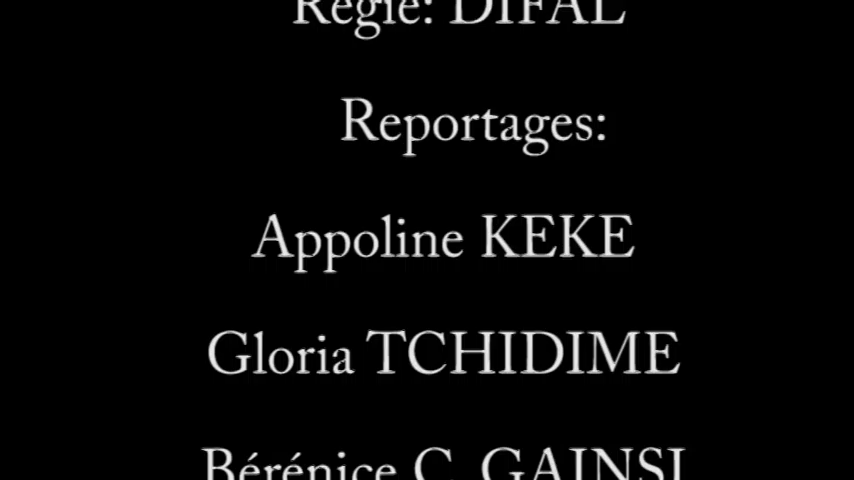 Régie: DIFAL
Reportages:
Appoline KEKE
Gloria TCHIDIME
Bérénice C. GAINSI